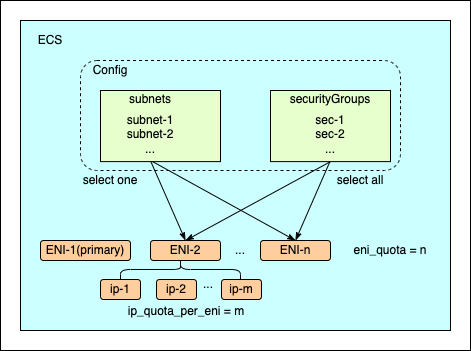 ECS
Config
subnets
subnet-1
subnet-2
...
securityGroups
sec-1
sec-2
...
select one
select all
ENI-1(primary)
ENI-2
...
ENI-n
eni_quota = n
ip-1
ip-2
...
ip-m
ip_quota_per_eni = m